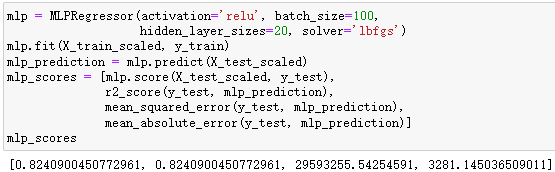 mlp = MLPRegressor(activation='relu', batch_size=100,
hidden_layer_sizes=20, solver='lbfgs')
mlp.fit(X_train_scaled, y_train)
mlp_prediction = mlp.predict(X_test_scaled)
mlp_scores = [mlp.score(X_test_scaled, y_test),
r2_score(y_test, mlp_prediction),
mean_squared_error(y_test, mlp_prediction),
mean_absolute_error(y_test, mlp_prediction)]
mlp_scores
[0.8240900450772961, 0.8240900450772961, 29593255.54254591, 3281.145036509011]